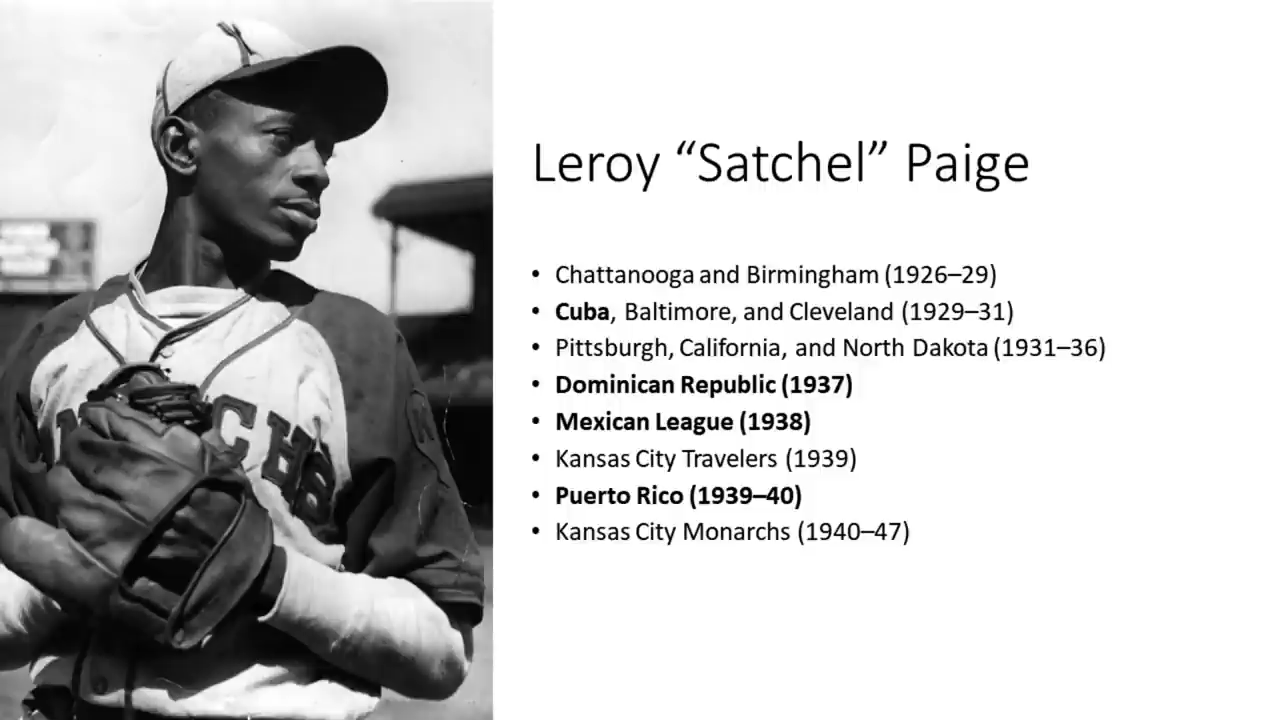 Leroy “Satchel” Paige
• Chattanooga and Birmingham (1926–29)
• Cuba, Baltimore, and Cleveland (1929–31)
• Pittsburgh, California, and North Dakota (1931–36)
• Dominican Republic (1937)
• Mexican League (1938)
• Kansas City Travelers (1939)
• Puerto Rico (1939–40)
• Kansas City Monarchs (1940–47)